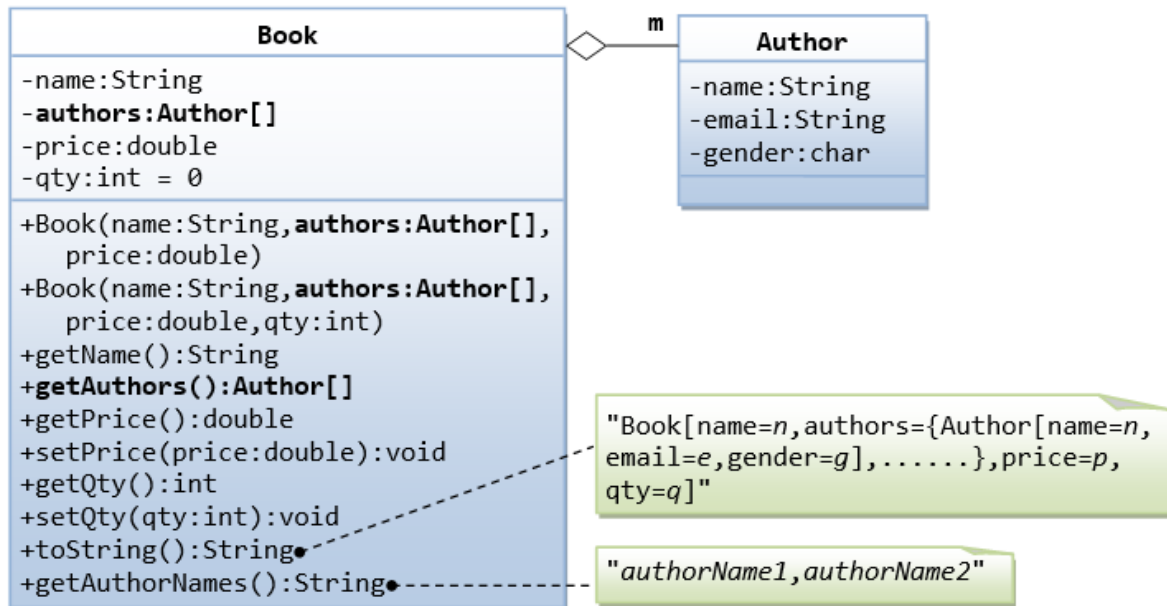 Book
-name:String
-authors:Author[]
-price:double
-qty:int = 0
+Book(name:String,authors:Author[],
price:double)
+Book(name:String,authors:Author[],
price:double,qty:int)
+getName():String
+getAuthors():Author[]
+getPrice():double
+setPrice(price:double):void
+getQty():int
+setQty(qty:int):void
+toString():String
+getAuthorNames():String
m
Author
-name:String
-email:String
-gender:char
"Book[name=n,authors={Author[name=n,
email=e,gender=g],......},price=p,
qty=q]"
"authorName1,authorName2"